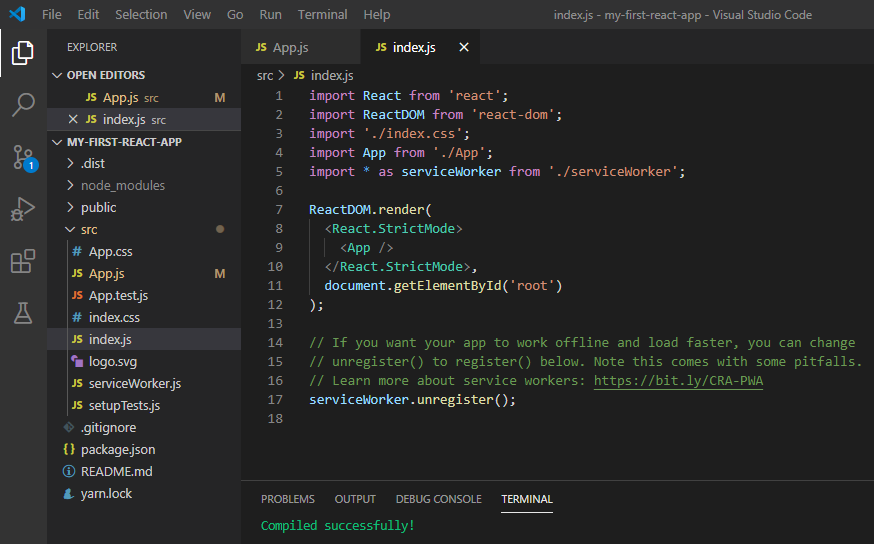 File Edit Selection View Go Run Terminal Help index.js - my-first-react-app - Visual Studio Code
EXPLORER
OPEN EDITORS
JS App.js src M
JS index.js src
MY-FIRST-REACT-APP
.dist
node_modules
public
src
# App.css
JS App.js M
JS App.test.js
# index.css
JS index.js
logo.svg
JS serviceWorker.js
JS setupTests.js
.gitignore
{} package.json
README.md
yarn.lock
1
JS App.js
JS index.js
src > JS index.js
1 import React from 'react';
2 import ReactDOM from 'react-dom';
3 import './index.css';
4 import App from './App';
5 import * as serviceWorker from './serviceWorker';
6
7 ReactDOM.render(
8 <React.StrictMode>
9 <App />
10 </React.StrictMode>,
11 document.getElementById('root')
12 );
13
14 // If you want your app to work offline and load faster, you can change
15 // unregister() to register() below. Note this comes with some pitfalls.
16 // Learn more about service workers: https://bit.ly/CRA-PWA
17 serviceWorker.unregister();
18
PROBLEMS OUTPUT DEBUG CONSOLE TERMINAL
Compiled successfully!